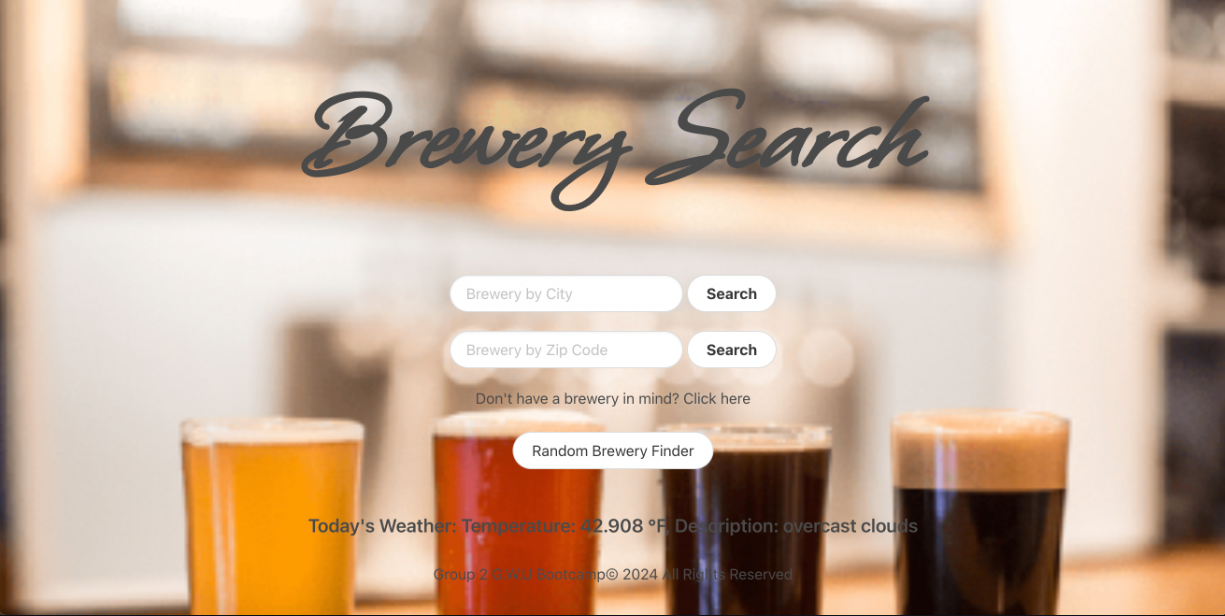 Brewery Search
Brewery by City
Search
Brewery by Zip Code
Search
Don't have a brewery in mind? Click here
Random Brewery Finder
Today's Weather: Temperature: 42.908 °F, Description: overcast clouds
Group 2 Bootcamp© 2024 All Rights Reserved